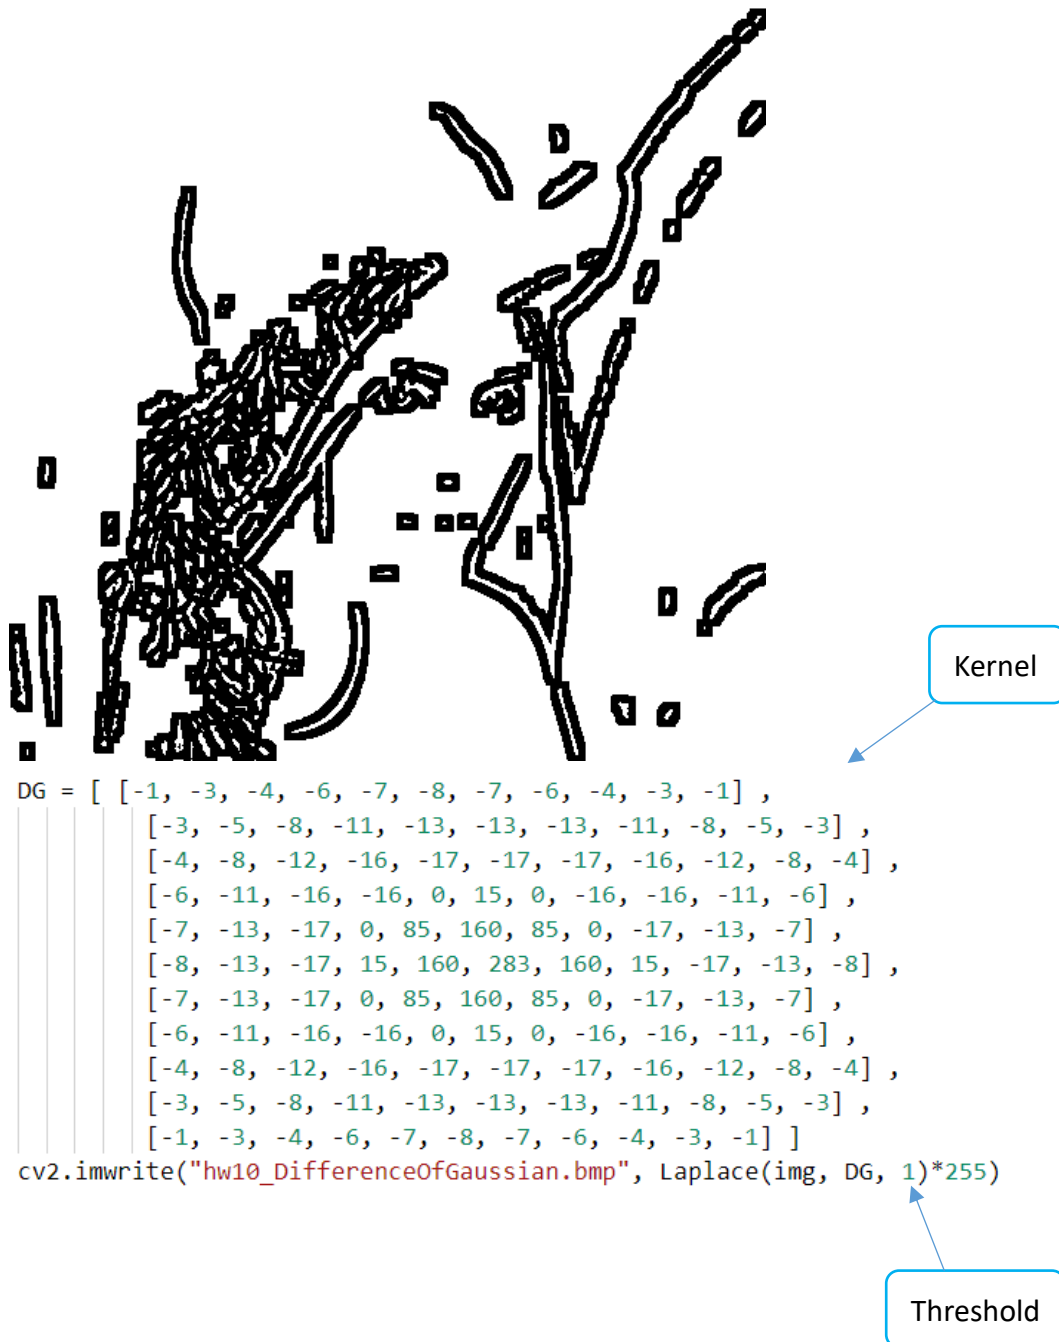 Kernel
DG = [ [-1, -3, -4, -6, -7, -8, -7, -6, -4, -3, -1] ,
[-3, -5, -8, -11, -13, -13, -13, -11, -8, -5, -3] ,
[-4, -8, -12, -16, -17, -17, -17, -16, -12, -8, -4] ,
[-6, -11, -16, -16, 0, 15, 0, -16, -16, -11, -6] ,
[-7, -13, -17, 0, 85, 160, 85, 0, -17, -13, -7] ,
[-8, -13, -17, 15, 160, 283, 160, 15, -17, -13, -8] ,
[-7, -13, -17, 0, 85, 160, 85, 0, -17, -13, -7] ,
[-6, -11, -16, -16, 0, 15, 0, -16, -16, -11, -6] ,
[-4, -8, -12, -16, -17, -17, -17, -16, -12, -8, -4] ,
[-3, -5, -8, -11, -13, -13, -13, -11, -8, -5, -3] ,
[-1, -3, -4, -6, -7, -8, -7, -6, -4, -3, -1] ]
cv2.imwrite("hw10_DifferenceOfGaussian.bmp", Laplace(img, DG, 1)*255)
Threshold